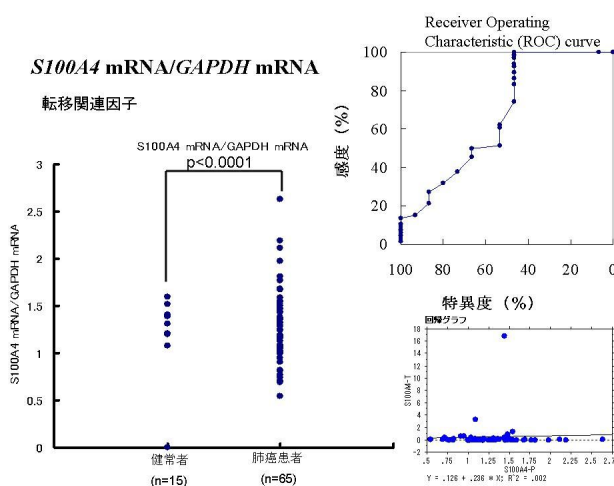 S100A4 mRNA/GAPDH mRNA
転移関連因子
S100A4 mRNA/GAPDH mRNA
p<0.0001
3
2.5
2
1.5
1
0.5
0
S100A4 mRNA/GAPDH mRNA
健常者
肺癌患者
(n=15)
(n=65)
Receiver Operating
Characteristic (ROC) curve
100
80
60
40
20
0
感度（%）
100 80 60 40 20 0
特異度（%）
回帰グラフ
18
16
14
12
10
8
6
4
2
0
-2
S100A4-T
.5 .75 1 1.25 1.5 1.75 2 2.25 2.5 2.7
S100A4-P
Y = .126 + .236 * X; R^2 = .002